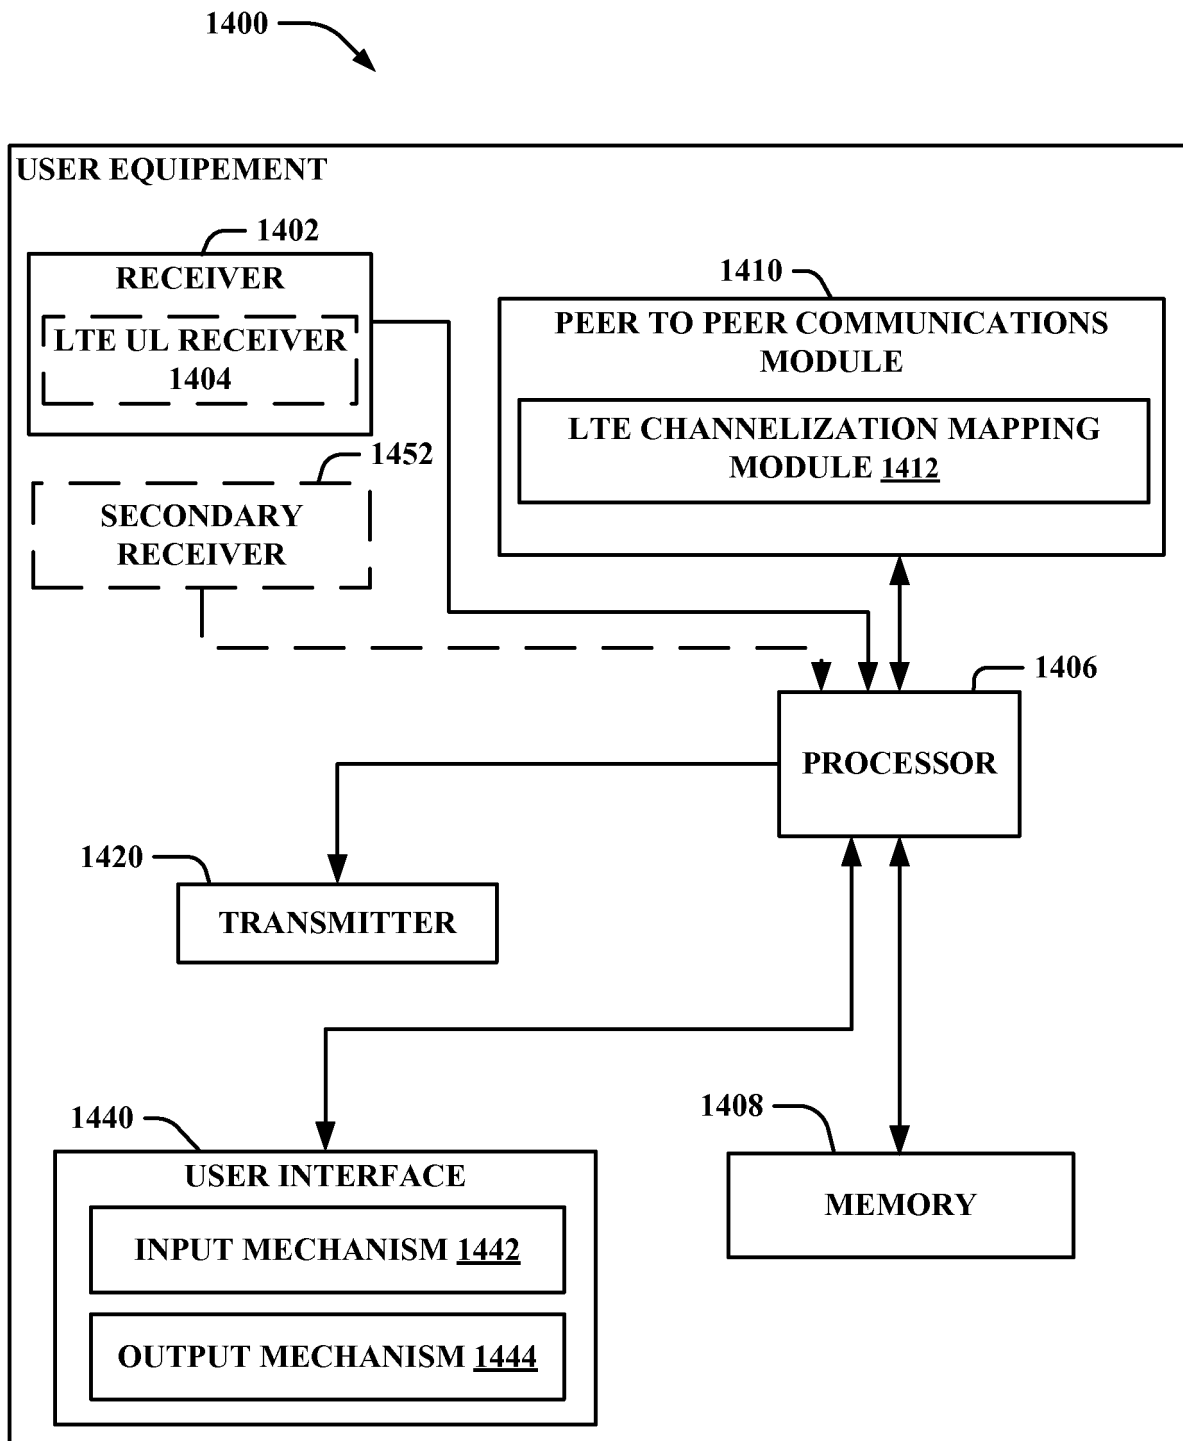 1400
USER EQUIPEMENT
1402
RECEIVER
LTE UL RECEIVER
1404
1410
PEER TO PEER COMMUNICATIONS
MODULE
LTE CHANNELIZATION MAPPING
MODULE 1412
1452
SECONDARY
RECEIVER
1406
PROCESSOR
1420
TRANSMITTER
1440
USER INTERFACE
INPUT MECHANISM 1442
OUTPUT MECHANISM 1444
1408
MEMORY